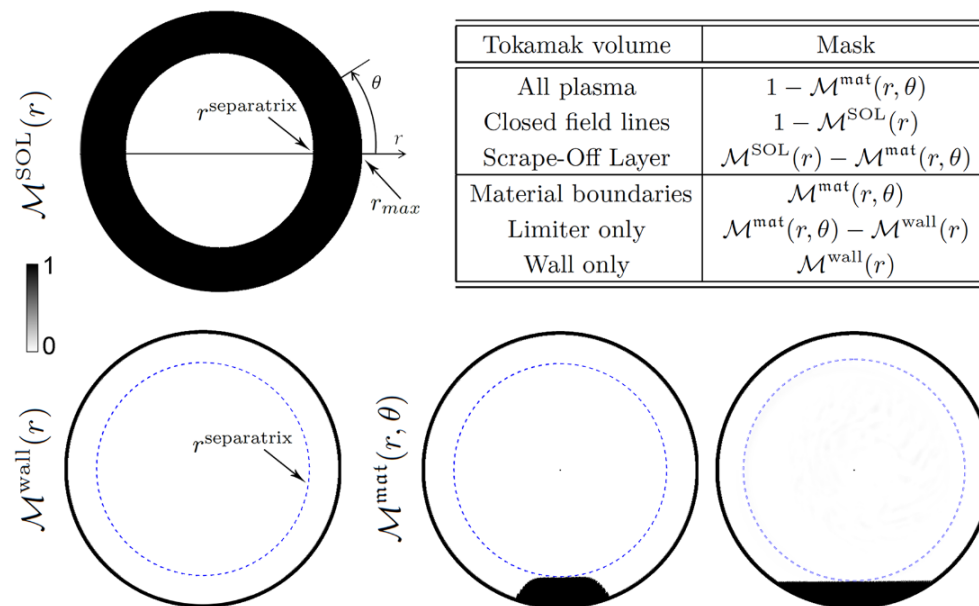 M^SOL(r)
r^separatrix
θ
r
r_max
1
0
Tokamak volume Mask
All plasma 1 − M^mat(r, θ)
Closed field lines 1 − M^SOL(r)
Scrape-Off Layer M^SOL(r) − M^mat(r, θ)
Material boundaries M^mat(r, θ)
Limiter only M^mat(r, θ) − M^wall(r)
Wall only M^wall(r)
M^wall(r)
r^separatrix
M^mat(r, θ)